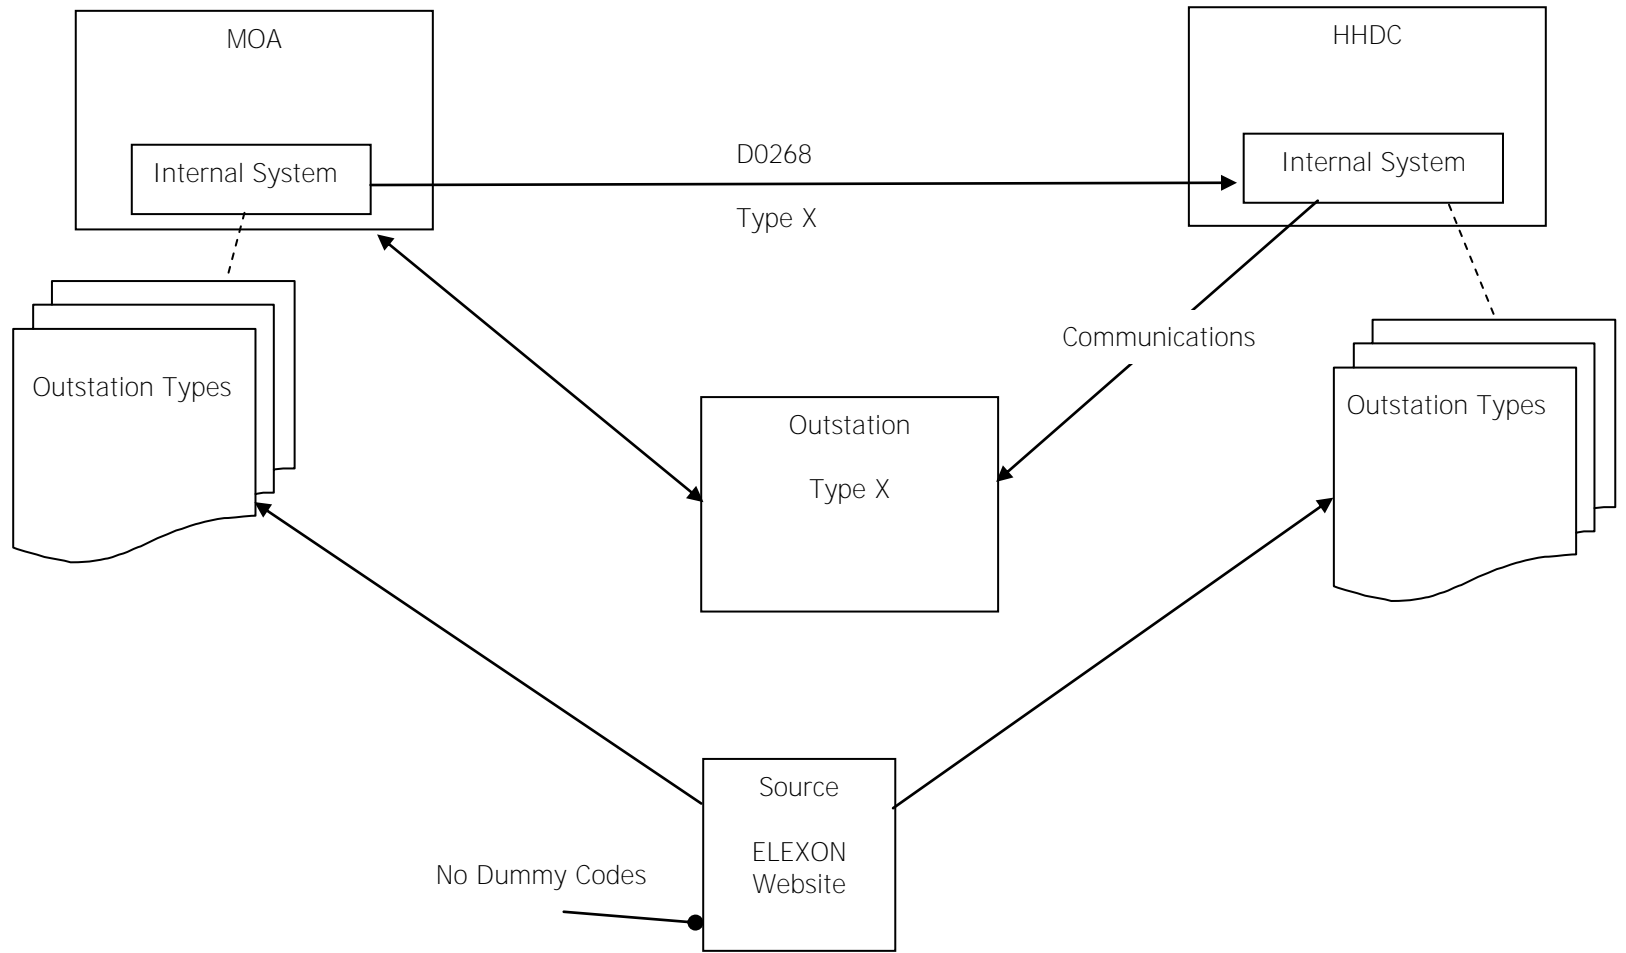 MOA
HHDC
Internal System
D0268
Internal System
Type X
Communications
Outstation Types
Outstation Types
Outstation
Type X
Source
ELEXON
Website
No Dummy Codes